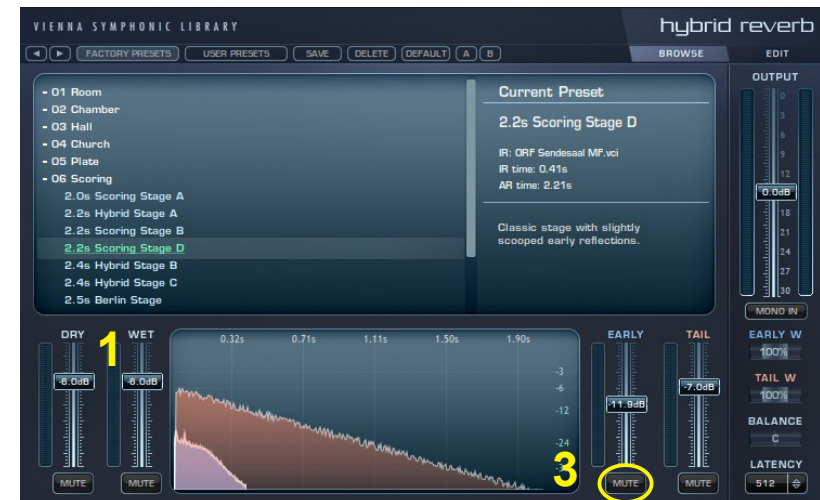 VIENNA SYMPHONIC LIBRARY
hybrid reverb
FACTORY PRESETS USER PRESETS SAVE DELETE DEFAULT A B BROWSE EDIT
- 01 Room
- 02 Chamber
- 03 Hall
- 04 Church
- 05 Plate
- 06 Scoring
2.0s Scoring Stage A
2.2s Hybrid Stage A
2.2s Scoring Stage B
2.2s Scoring Stage D
2.4s Hybrid Stage B
2.4s Hybrid Stage C
2.5s Berlin Stage
Current Preset
2.2s Scoring Stage D
IR: ORF Sendesaal MF.vci
IR time: 0.41s
AR time: 2.21s
Classic stage with slightly
scooped early reflections.
OUTPUT
0
3
6
9
12
0.0dB
18
21
24
27
30
MONO IN
DRY
-6.0dB
MUTE
1
WET
-6.0dB
MUTE
0.32s 0.71s 1.11s 1.50s 1.90s
-3
-6
-12
-24
3
EARLY
-11.9dB
MUTE
TAIL
-7.0dB
MUTE
EARLY W
100%
TAIL W
100%
BALANCE
C
LATENCY
512